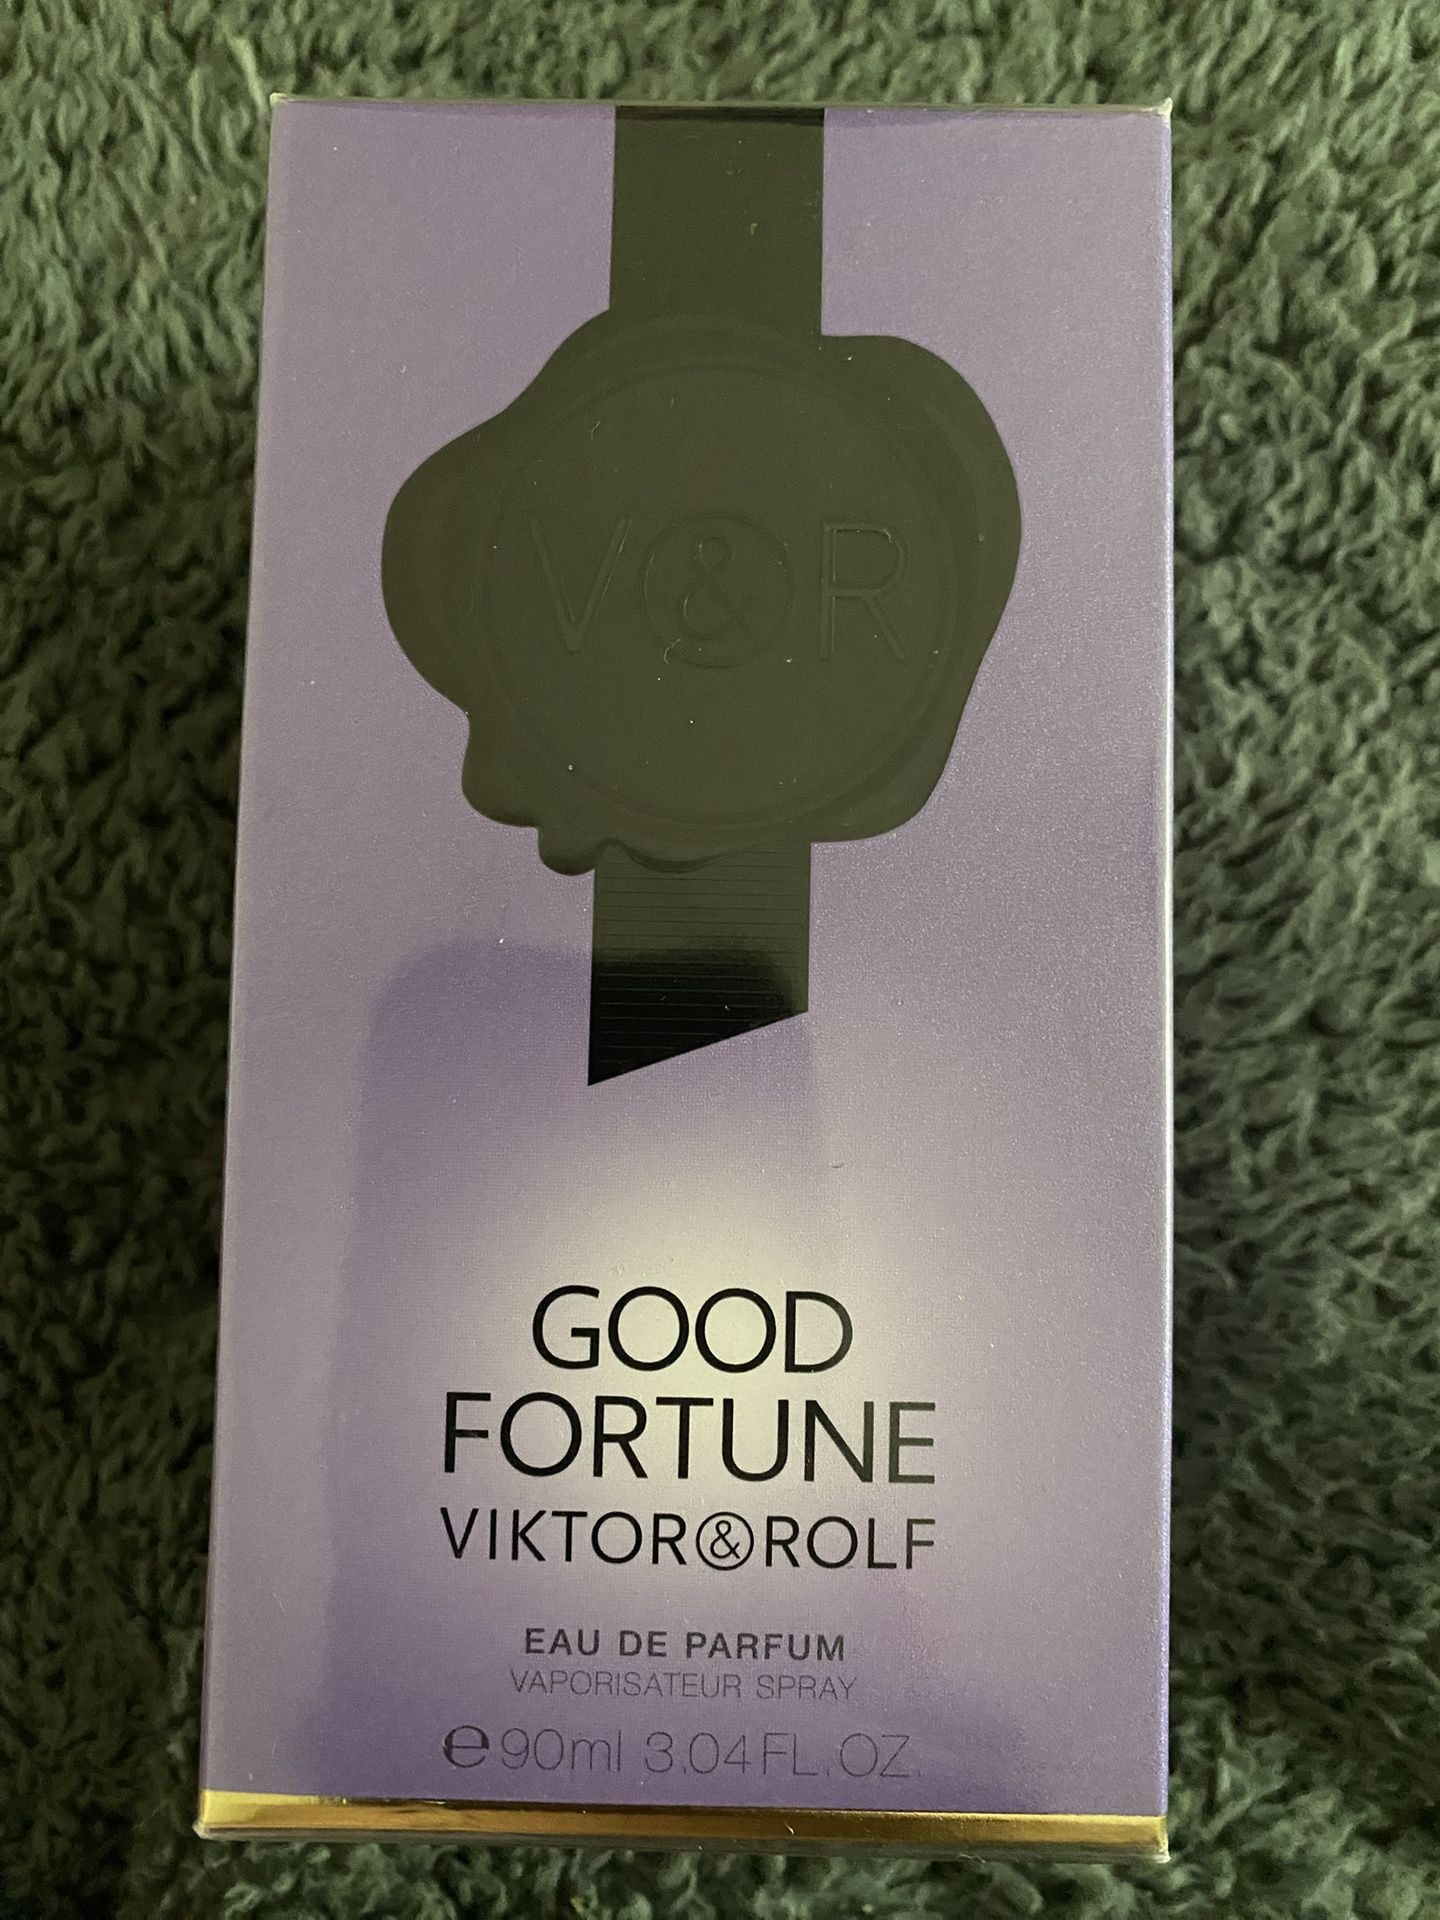 V&R
GOOD
FORTUNE
VIKTOR&ROLF
EAU DE PARFUM
VAPORISATEUR SPRAY
℮90ml 3.04FL.OZ.